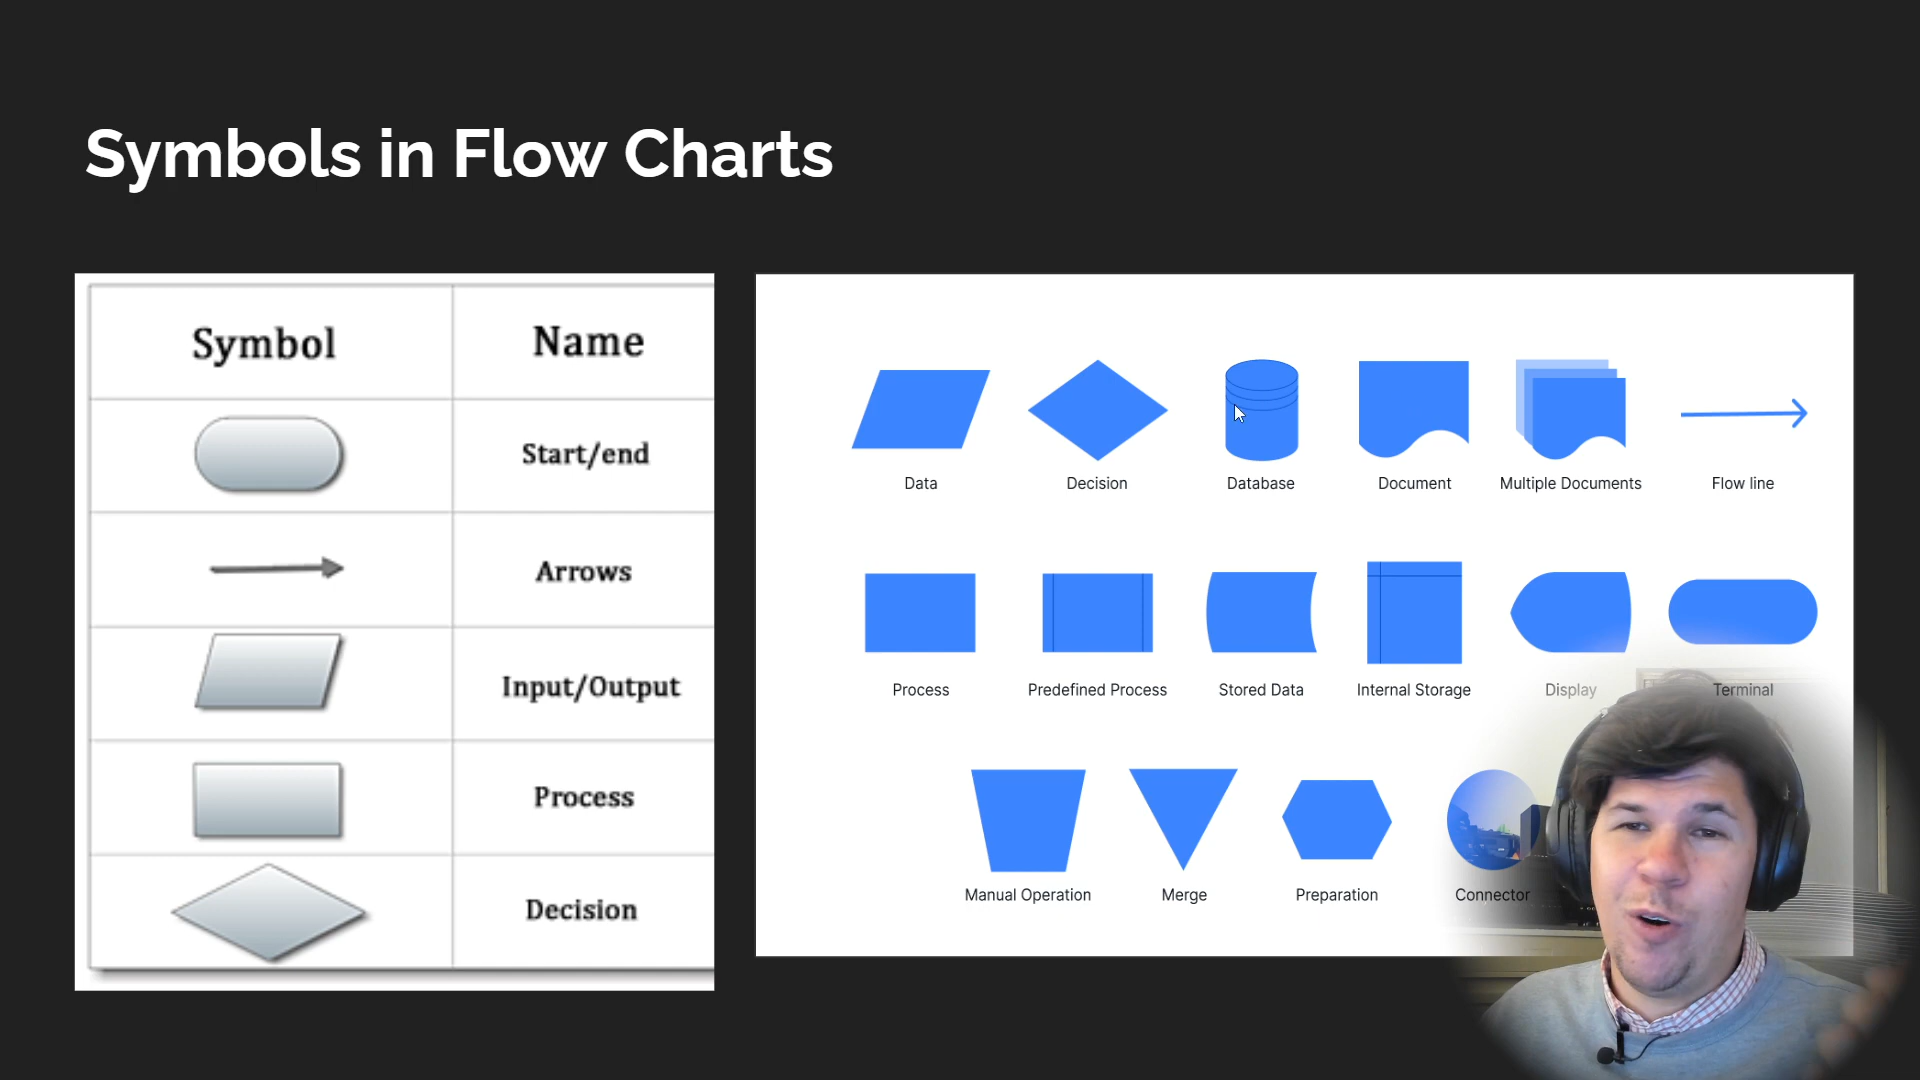 Symbols in Flow Charts
Symbol Name
Start/end
Arrows
Input/Output
Process
Decision
Data Decision Database Document Multiple Documents Flow line
Process Predefined Process Stored Data Internal Storage Display Terminal
Manual Operation Merge Preparation Connector